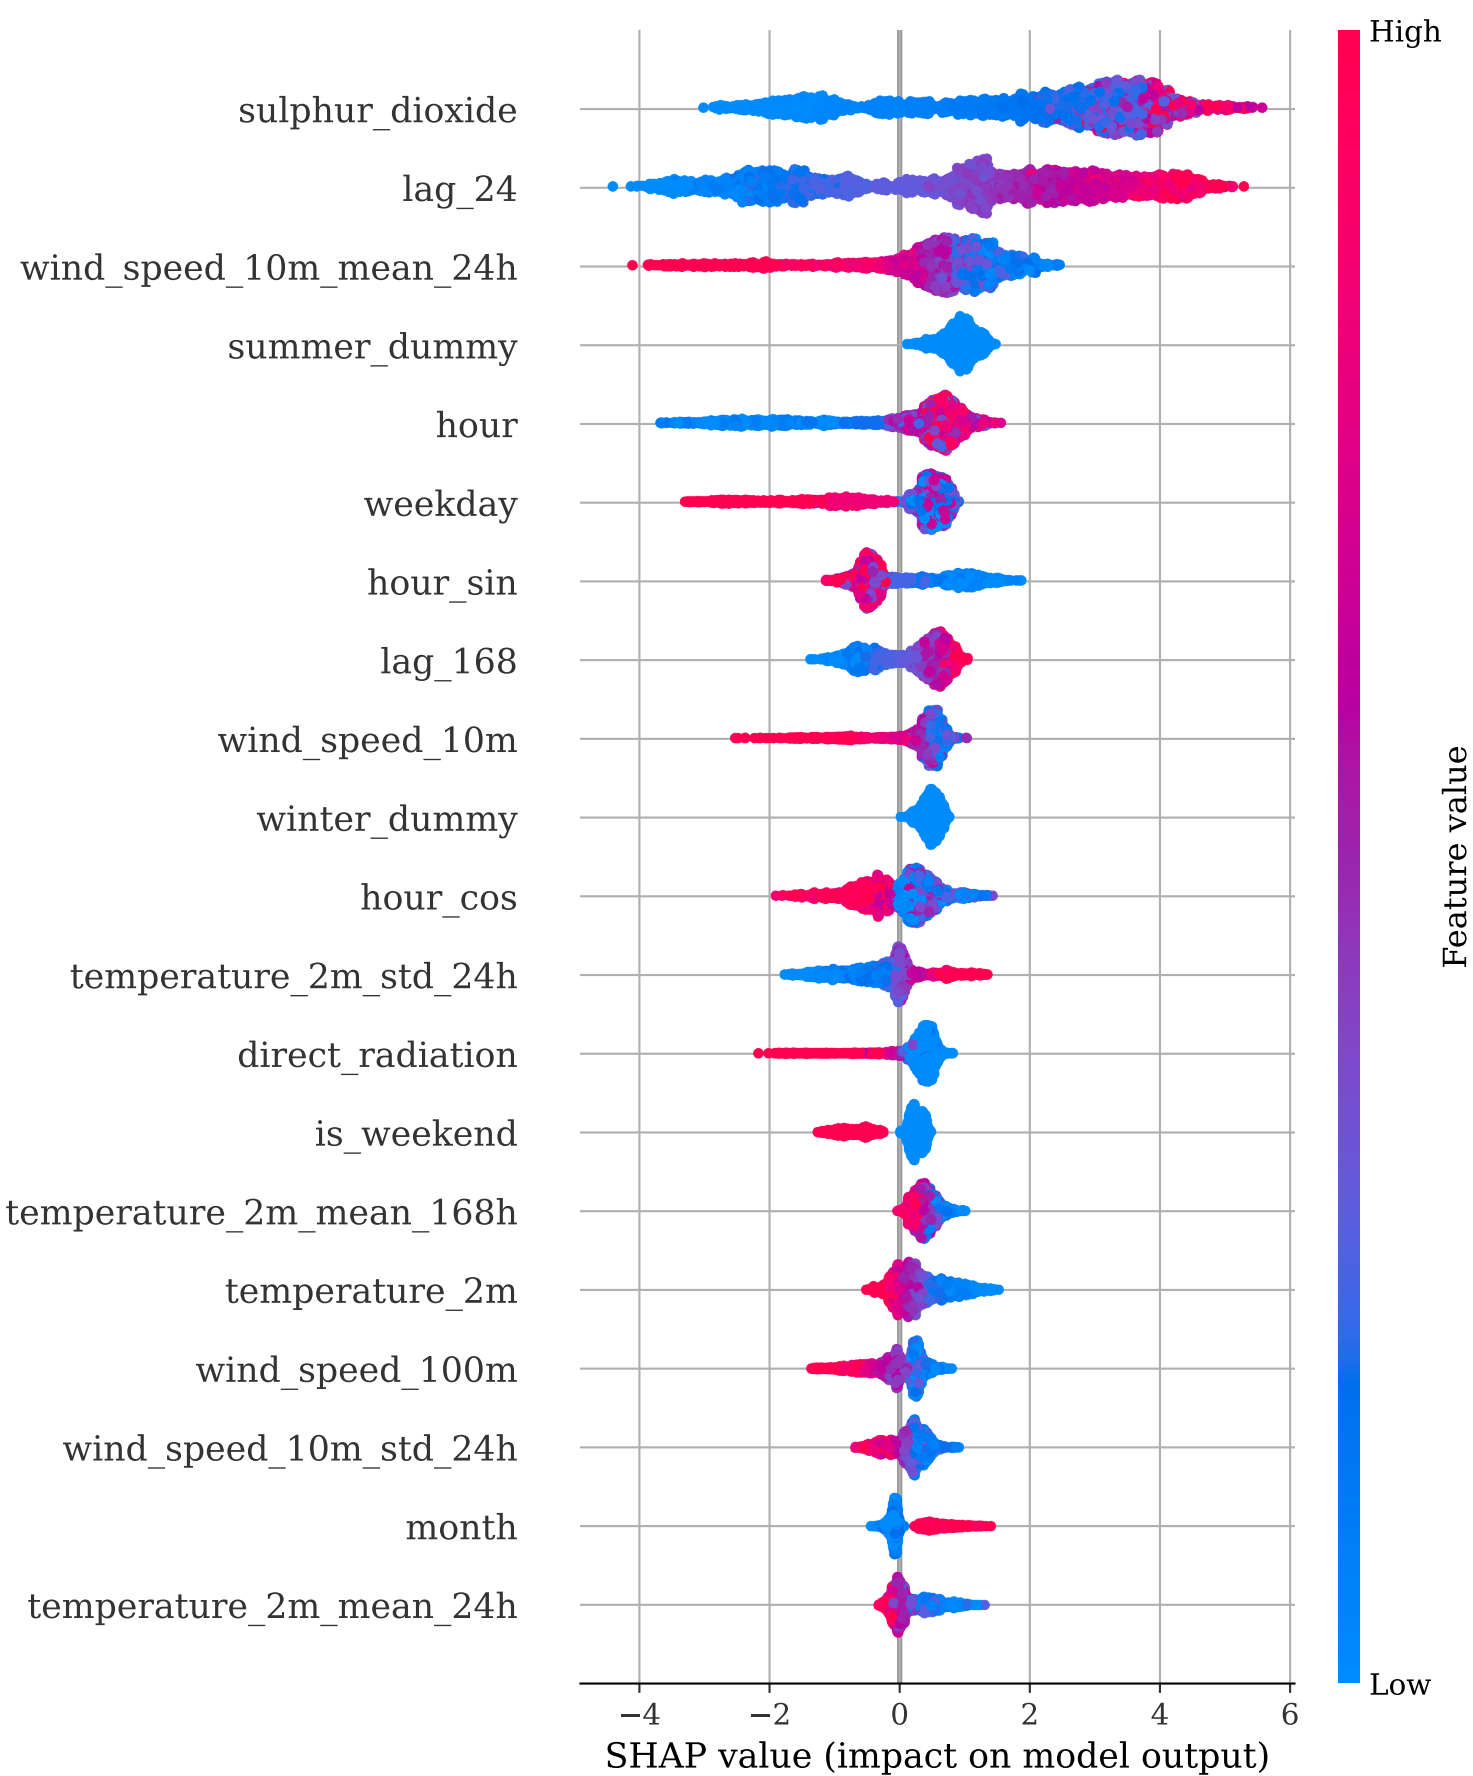 High
sulphur_dioxide
lag_24
wind_speed_10m_mean_24h
summer_dummy
hour
weekday
hour_sin
lag_168
wind_speed_10m
winter_dummy
hour_cos
temperature_2m_std_24h
direct_radiation
is_weekend
temperature_2m_mean_168h
temperature_2m
wind_speed_100m
wind_speed_10m_std_24h
month
temperature_2m_mean_24h
Feature value
Low
−4 −2 0 2 4 6
SHAP value (impact on model output)